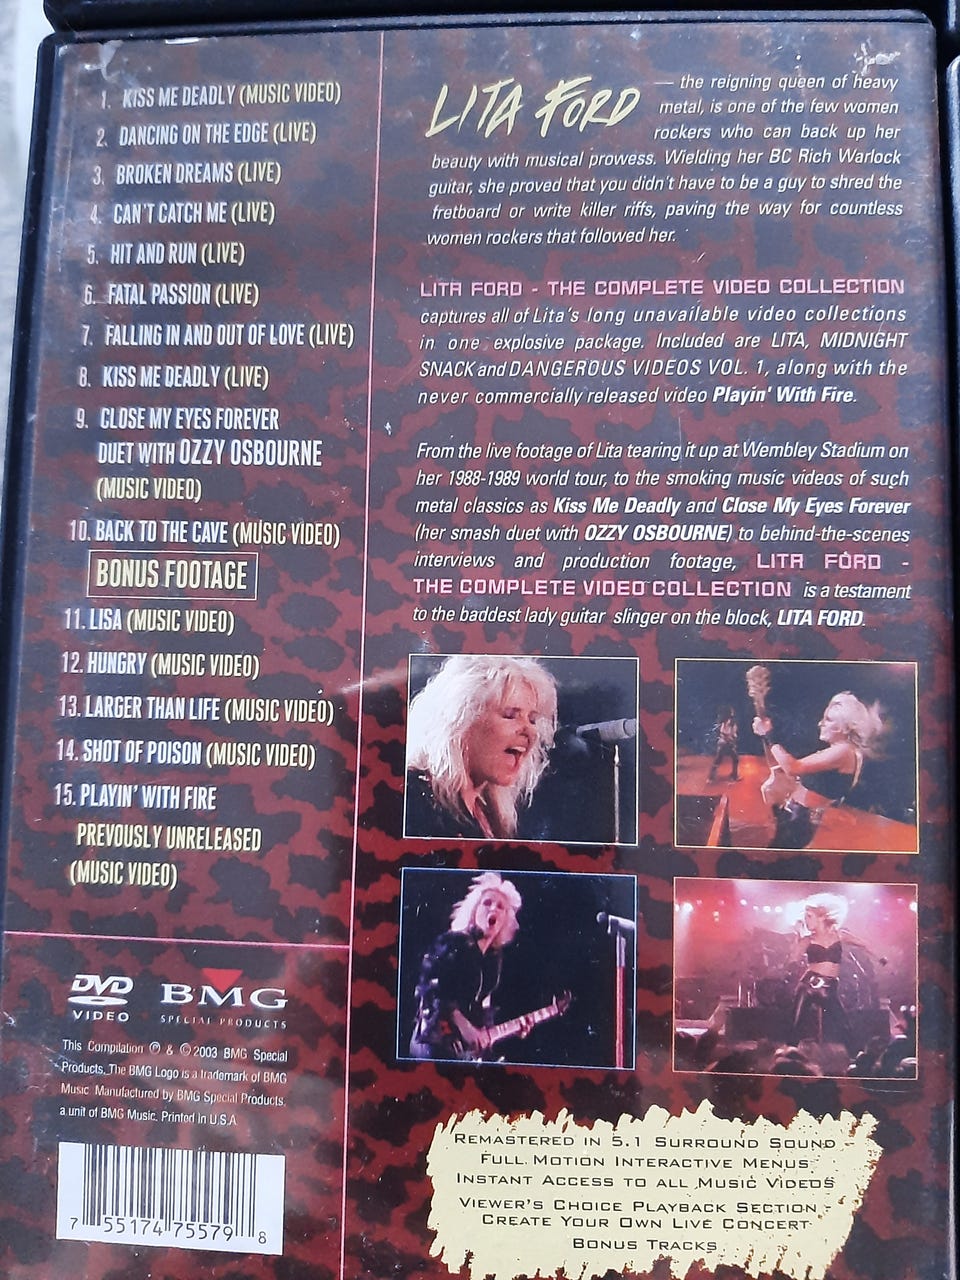 1. KISS ME DEADLY (MUSIC VIDEO)
2. DANCING ON THE EDGE (LIVE)
3. BROKEN DREAMS (LIVE)
4. CAN'T CATCH ME (LIVE)
5. HIT AND RUN (LIVE)
6. FATAL PASSION (LIVE)
7. FALLING IN AND OUT OF LOVE (LIVE)
8. KISS ME DEADLY (LIVE)
9. CLOSE MY EYES FOREVER
DUET WITH OZZY OSBOURNE
(MUSIC VIDEO)
10. BACK TO THE CAVE (MUSIC VIDEO)
BONUS FOOTAGE
11. LISA (MUSIC VIDEO)
12. HUNGRY (MUSIC VIDEO)
13. LARGER THAN LIFE (MUSIC VIDEO)
14. SHOT OF POISON (MUSIC VIDEO)
15. PLAYIN' WITH FIRE
PREVOUSLY UNRELEASED
(MUSIC VIDEO)
DVD
VIDEO
BMG
SPECIAL PRODUCTS
This Compilation ℗ & © 2003 BMG Special
Products. The BMG Logo is a trademark of BMG
Music. Manufactured by BMG Special Products,
a unit of BMG Music. Printed in U.S.A
7 55174 75579 8
LITA FORD — the reigning queen of heavy
metal, is one of the few women
rockers who can back up her
beauty with musical prowess. Wielding her BC Rich Warlock
guitar, she proved that you didn't have to be a guy to shred the
fretboard or write killer riffs, paving the way for countless
women rockers that followed her.
LITA FORD - THE COMPLETE VIDEO COLLECTION
captures all of Lita's long unavailable video collections
in one explosive package. Included are LITA, MIDNIGHT
SNACK and DANGEROUS VIDEOS VOL. 1, along with the
never commercially released video Playin' With Fire.
From the live footage of Lita tearing it up at Wembley Stadium on
her 1988-1989 world tour, to the smoking music videos of such
metal classics as Kiss Me Deadly and Close My Eyes Forever
(her smash duet with OZZY OSBOURNE) to behind-the-scenes
interviews and production footage, LITA FORD -
THE COMPLETE VIDEO COLLECTION is a testament
to the baddest lady guitar slinger on the block, LITA FORD.
REMASTERED IN 5.1 SURROUND SOUND
FULL MOTION INTERACTIVE MENUS
INSTANT ACCESS TO ALL MUSIC VIDEOS
VIEWER'S CHOICE PLAYBACK SECTION -
CREATE YOUR OWN LIVE CONCERT
BONUS TRACKS